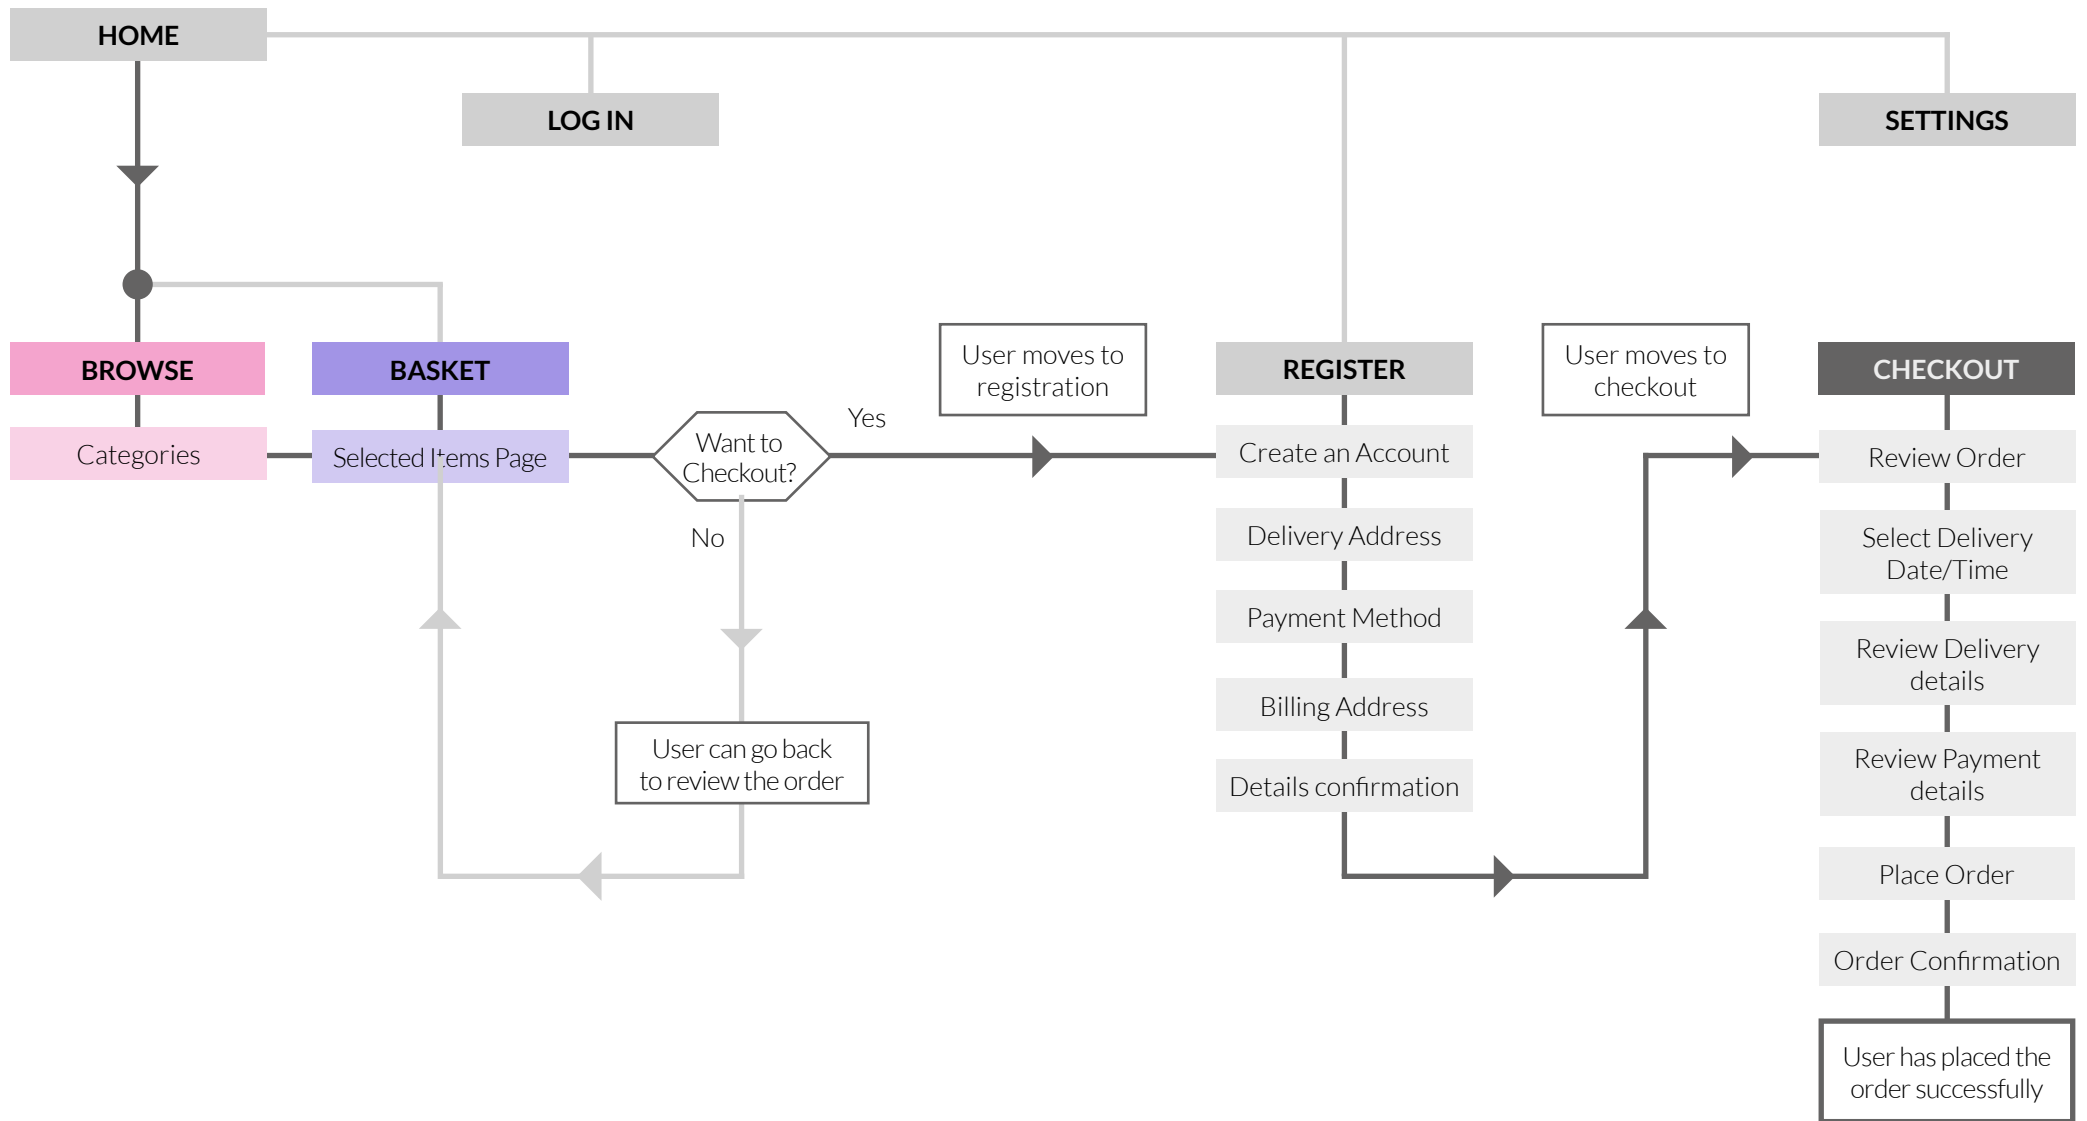 HOME
LOG IN
SETTINGS
BROWSE
Categories
BASKET
Selected Items Page
Want to
Checkout?
Yes
No
User can go back
to review the order
User moves to
registration
REGISTER
Create an Account
Delivery Address
Payment Method
Billing Address
Details confirmation
User moves to
checkout
CHECKOUT
Review Order
Select Delivery
Date/Time
Review Delivery
details
Review Payment
details
Place Order
Order Confirmation
User has placed the
order successfully